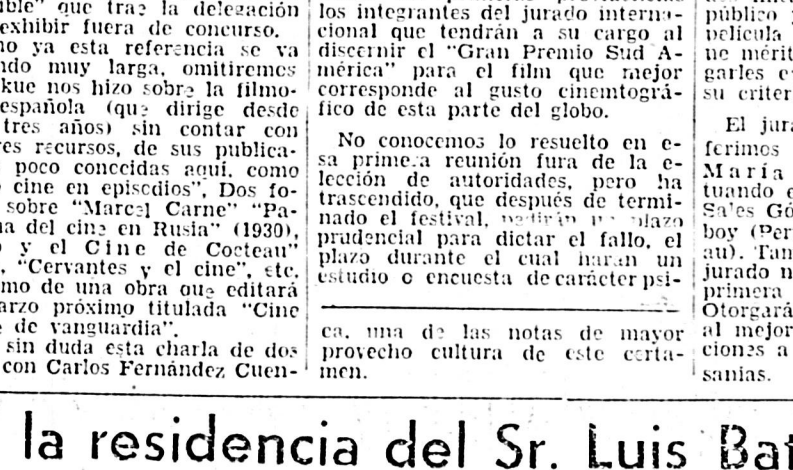 ible" que trae la delegación
exhibir fuera de concurso.
no ya esta referencia se va
ndo muy larga, omitiremos
kue nos hizo sobre la filmo-
española (que dirige desde
tres años) sin contar con
es recursos, de sus publica-
poco conocidas aquí, como
cine en episodios", Dos fo-
sobre "Marcel Carne" "Pa-
na del cine en Rusia" (1930),
y el Cine de Cocteau"
, "Cervantes y el cine", etc.
mo de una obra que editará
arzo próximo titulada "Cine
de vanguardia".
sin duda esta charla de dos
con Carlos Fernández Cuen-
los integrantes del jurado interna-
cional que tendrán a su cargo al
discernir el "Gran Premio Sud A-
mérica" para el film que mejor
corresponde al gusto cinemtográ-
fico de esta parte del globo.
No conocemos lo resuelto en e-
sa primera reunión fura de la e-
lección de autoridades, pero ha
trascendido, que después de termi-
nado el festival, plazo
prudencial para dictar el fallo, el
plazo durante el cual harán un
estudio o encuesta de carácter psi-
ca, una de las notas de mayor
provecho cultura de este certa-
men.
público
película
ne mérit
garles
su criter
El jura
ferimos
María
tuando e
Sales Gó
boy (Per
au). Tan
jurado n
primera
Otorgará
al mejor
ciones a
sanias.
la residencia del Sr. Luis Bat